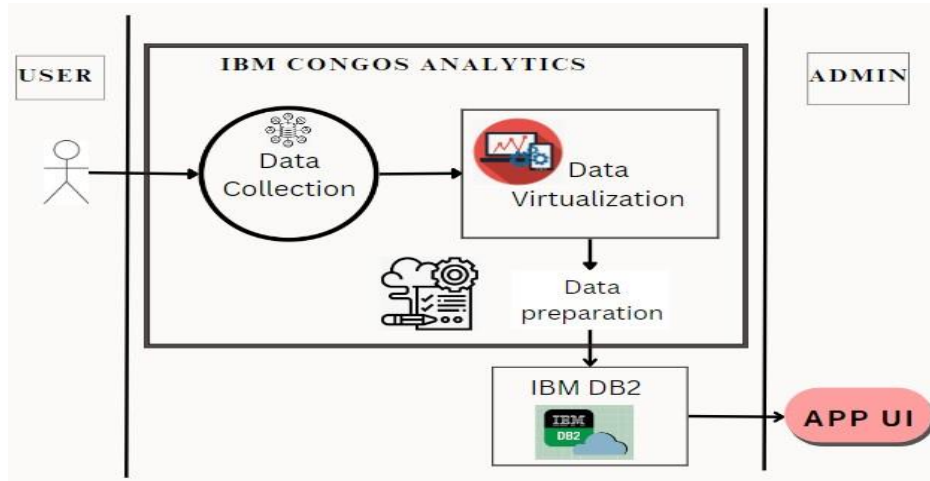 USER
IBM CONGOS ANALYTICS
ADMIN
Data
Collection
Data
Virtualization
Data
preparation
IBM DB2
IBM
DB2
APP UI